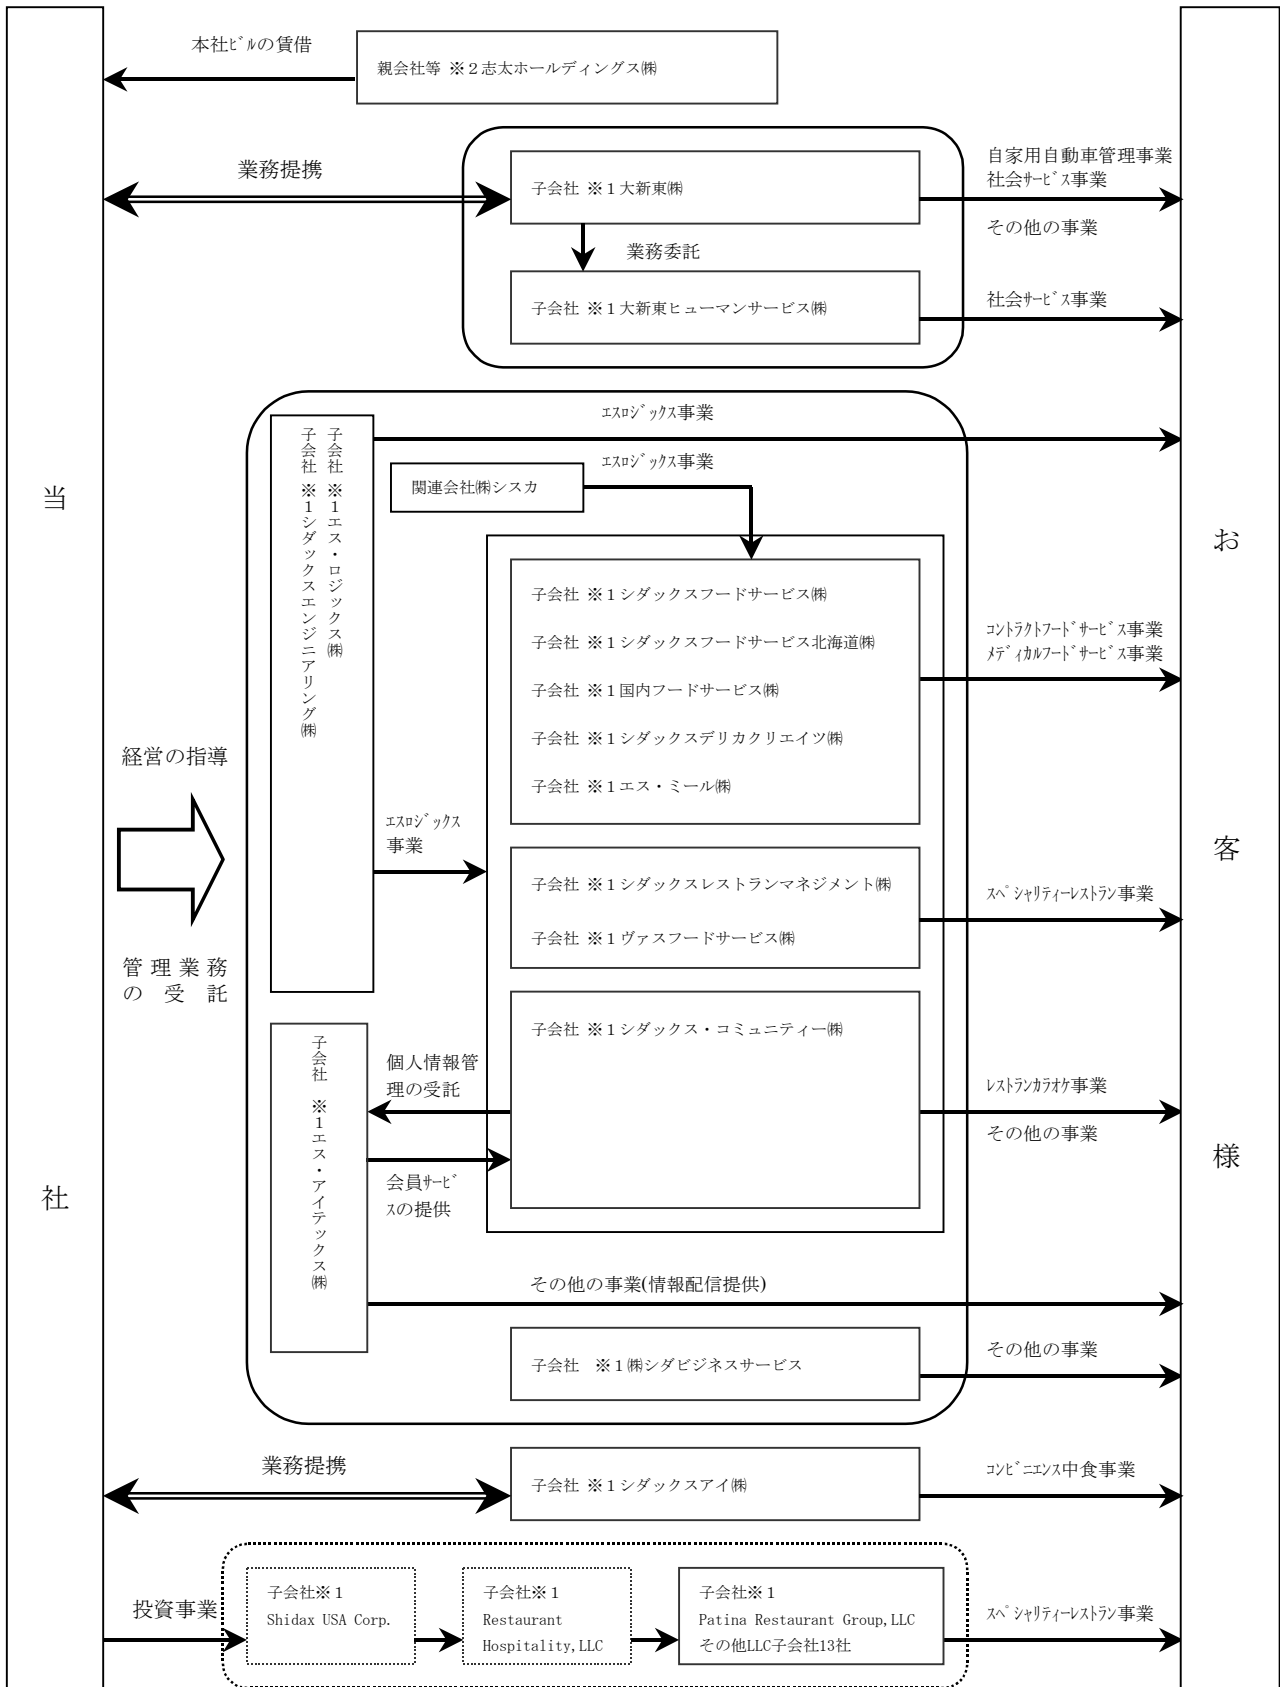 当
社
本社ﾋﾞﾙの賃借
親会社等 ※２志太ホールディングス㈱
業務提携
子会社 ※１大新東㈱
自家用自動車管理事業
社会ｻｰﾋﾞｽ事業
その他の事業
業務委託
子会社 ※１大新東ヒューマンサービス㈱
社会ｻｰﾋﾞｽ事業
ｴｽﾛｼﾞｯｸｽ事業
子会社 ※１エス・ロジックス㈱
子会社 ※１シダックスエンジニアリング㈱
ｴｽﾛｼﾞｯｸｽ事業
関連会社㈱シスカ
子会社 ※１シダックスフードサービス㈱
子会社 ※１シダックスフードサービス北海道㈱
子会社 ※１国内フードサービス㈱
子会社 ※１シダックスデリカクリエイツ㈱
子会社 ※１エス・ミール㈱
ｺﾝﾄﾗｸﾄﾌｰﾄﾞｻｰﾋﾞｽ事業
ﾒﾃﾞｨｶﾙﾌｰﾄﾞｻｰﾋﾞｽ事業
経営の指導
管理業務
の受託
ｴｽﾛｼﾞｯｸｽ
事業
子会社 ※１シダックスレストランマネジメント㈱
子会社 ※１ヴァスフードサービス㈱
ｽﾍﾟｼｬﾘﾃｨｰﾚｽﾄﾗﾝ事業
子会社 ※１シダックス・コミュニティー㈱
子会社 ※１エス・アイテックス㈱
個人情報管
理の受託
会員ｻｰﾋﾞ
ｽの提供
ﾚｽﾄﾗﾝｶﾗｵｹ事業
その他の事業
その他の事業(情報配信提供)
子会社 ※１㈱シダビジネスサービス
その他の事業
業務提携
子会社 ※１シダックスアイ㈱
ｺﾝﾋﾞﾆｴﾝｽ中食事業
投資事業
子会社※１
Shidax USA Corp.
子会社※１
Restaurant
Hospitality,LLC
子会社※１
Patina Restaurant Group,LLC
その他LLC子会社13社
ｽﾍﾟｼｬﾘﾃｨｰﾚｽﾄﾗﾝ事業
お
客
様